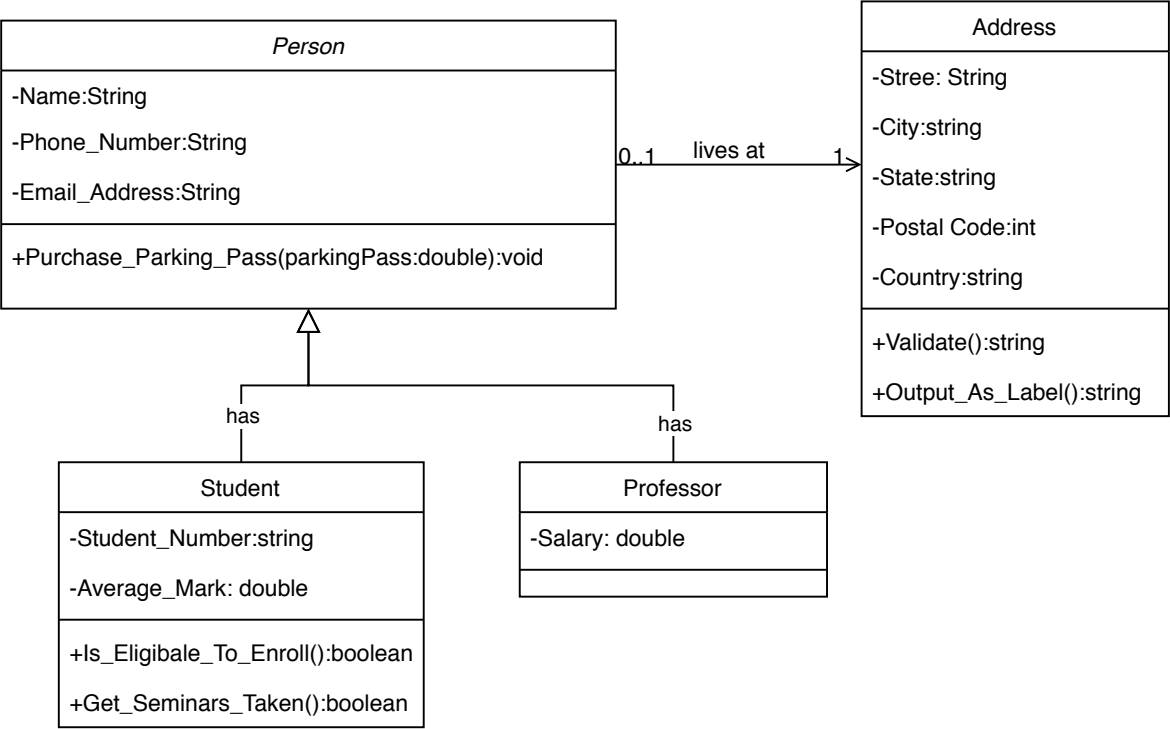 Person
-Name:String
-Phone_Number:String
-Email_Address:String
+Purchase_Parking_Pass(parkingPass:double):void
0..1
lives at
1
Address
-Stree: String
-City:string
-State:string
-Postal Code:int
-Country:string
+Validate():string
+Output_As_Label():string
has
has
Student
-Student_Number:string
-Average_Mark: double
+Is_Eligibale_To_Enroll():boolean
+Get_Seminars_Taken():boolean
Professor
-Salary: double